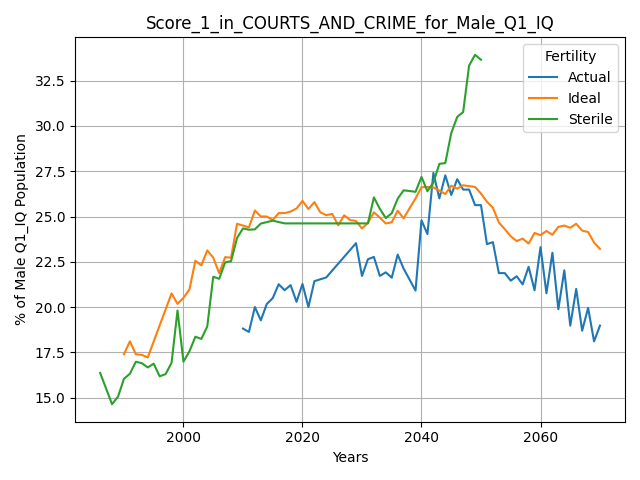 Score_1_in_COURTS_AND_CRIME_for_Male_Q1_IQ
% of Male Q1_IQ Population
32.5
30.0
27.5
25.0
22.5
20.0
17.5
15.0
Fertility
Actual
Ideal
Sterile
2000 2020 2040 2060
Years